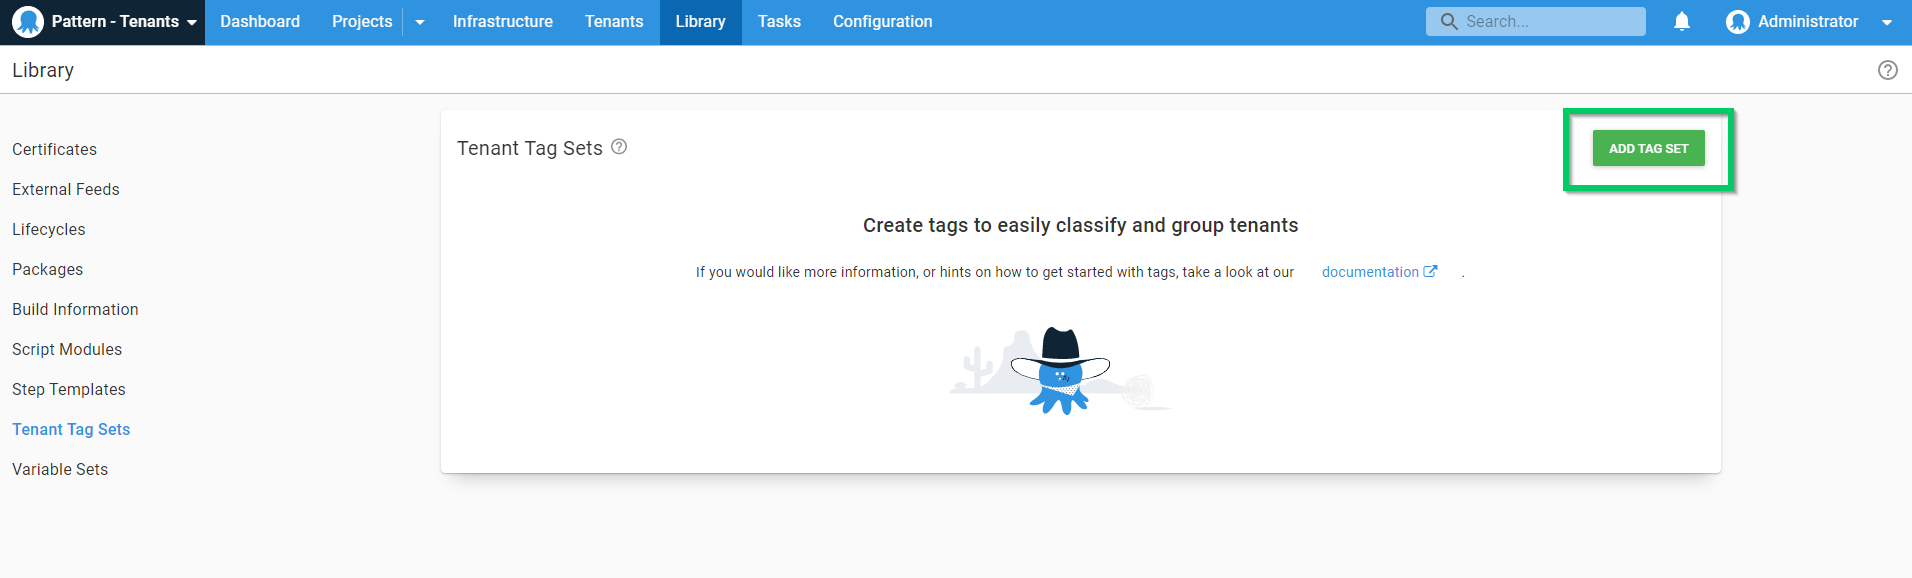 Pattern - Tenants Dashboard Projects Infrastructure Tenants Library Tasks Configuration Search... Administrator
Library
Certificates
External Feeds
Lifecycles
Packages
Build Information
Script Modules
Step Templates
Tenant Tag Sets
Variable Sets
Tenant Tag Sets ?
ADD TAG SET
Create tags to easily classify and group tenants
If you would like more information, or hints on how to get started with tags, take a look at our documentation .